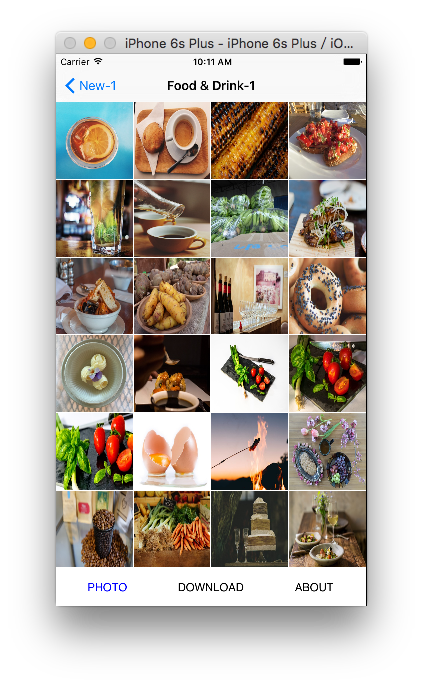 iPhone 6s Plus - iPhone 6s Plus / iO...
Carrier 10:11 AM
New-1 Food & Drink-1
PHOTO DOWNLOAD ABOUT